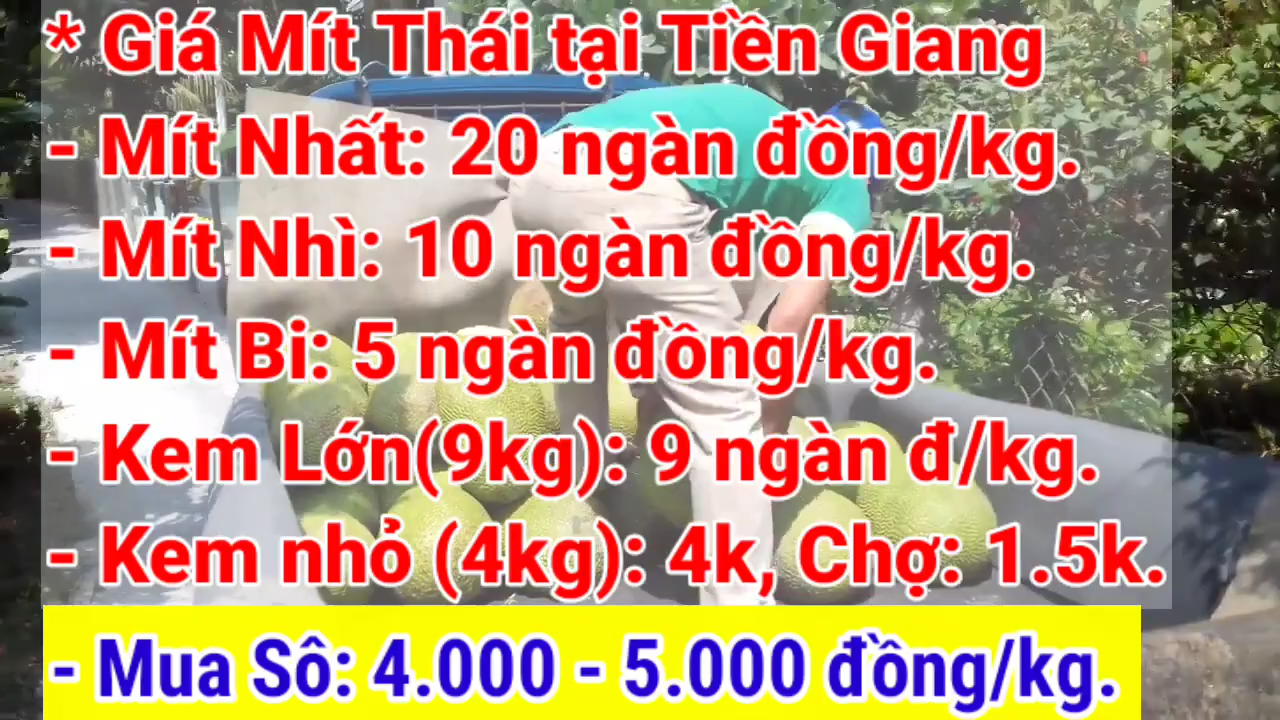 * Giá Mít Thái tại Tiền Giang
- Mít Nhất: 20 ngàn đồng/kg.
- Mít Nhì: 10 ngàn đồng/kg.
- Mít Bi: 5 ngàn đồng/kg.
- Kem Lớn(9kg): 9 ngàn đ/kg.
- Kem nhỏ (4kg): 4k, Chợ: 1.5k.
- Mua Sô: 4.000 - 5.000 đồng/kg.